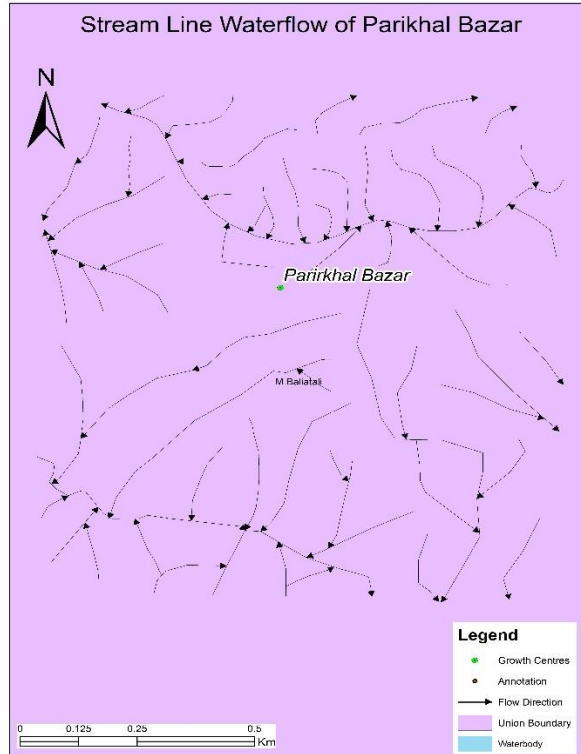 Stream Line Waterflow of Parikhal Bazar
N
Parirkhal Bazar
M Baliatali
Legend
Growth Centres
Annotation
Flow Direction
Union Boundary
Waterbody
0 0.125 0.25 0.5
Km